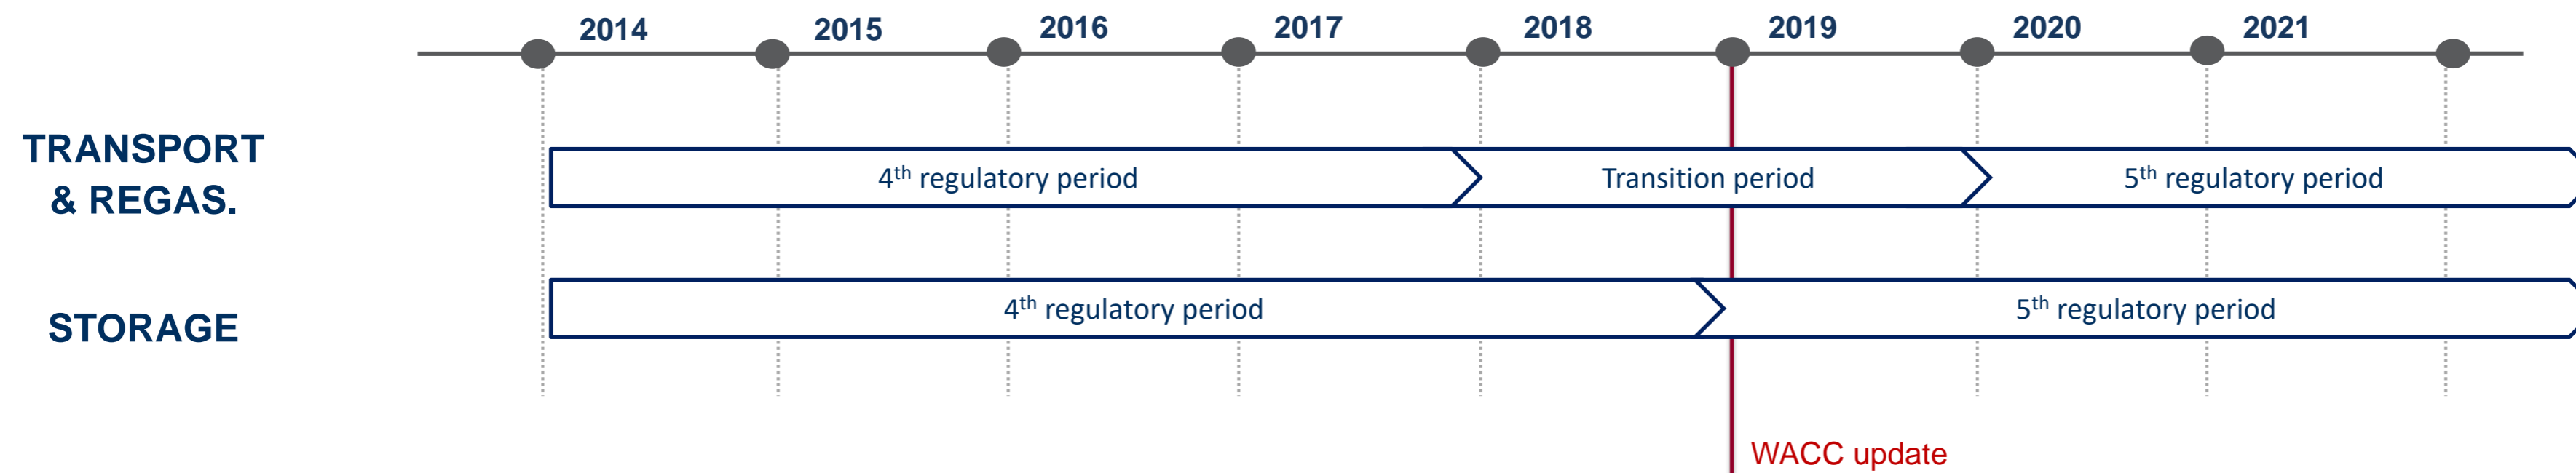 2014 2015 2016 2017 2018 2019 2020 2021
TRANSPORT
& REGAS.
4th regulatory period Transition period 5th regulatory period
STORAGE
4th regulatory period 5th regulatory period
WACC update